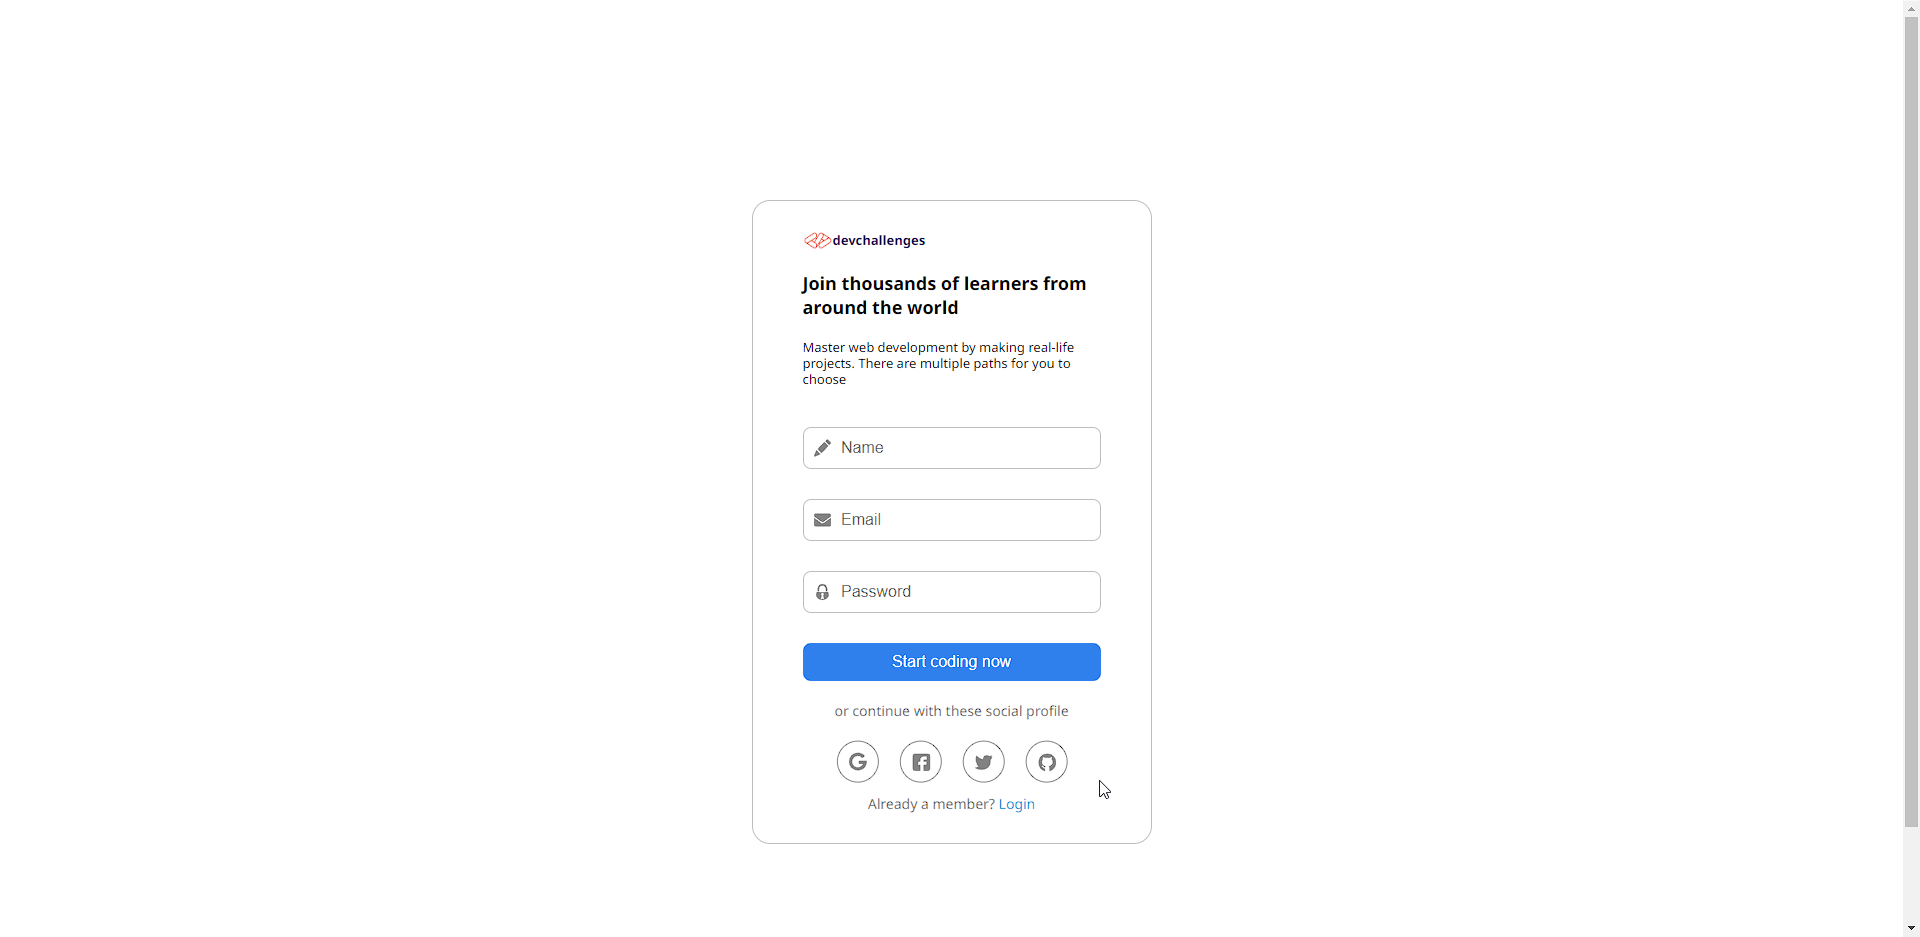 devchallenges
Join thousands of learners from
around the world
Master web development by making real-life
projects. There are multiple paths for you to
choose
Name
Email
Password
Start coding now
or continue with these social profile
Already a member? Login